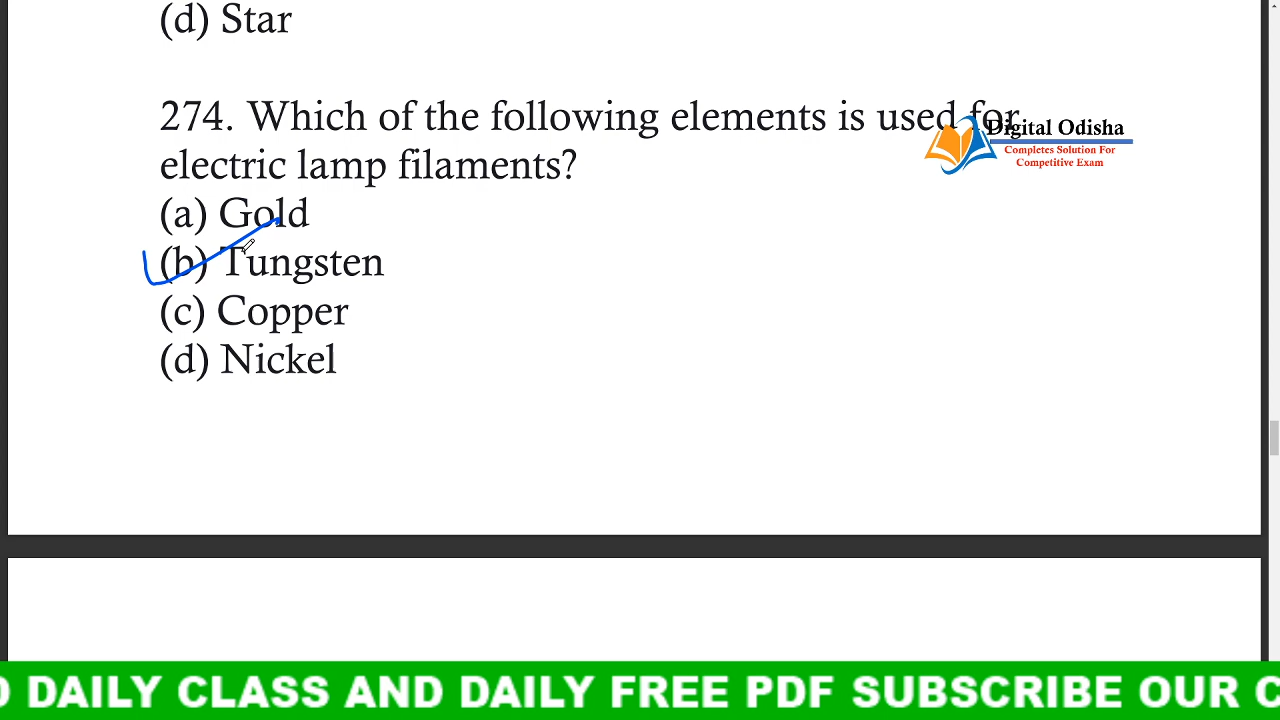 (d) Star
274. Which of the following elements is used for
electric lamp filaments?
(a) Gold
(b) Tungsten
(c) Copper
(d) Nickel
Digital Odisha
Completes Solution For
Competitive Exam
DAILY CLASS AND DAILY FREE PDF SUBSCRIBE OUR